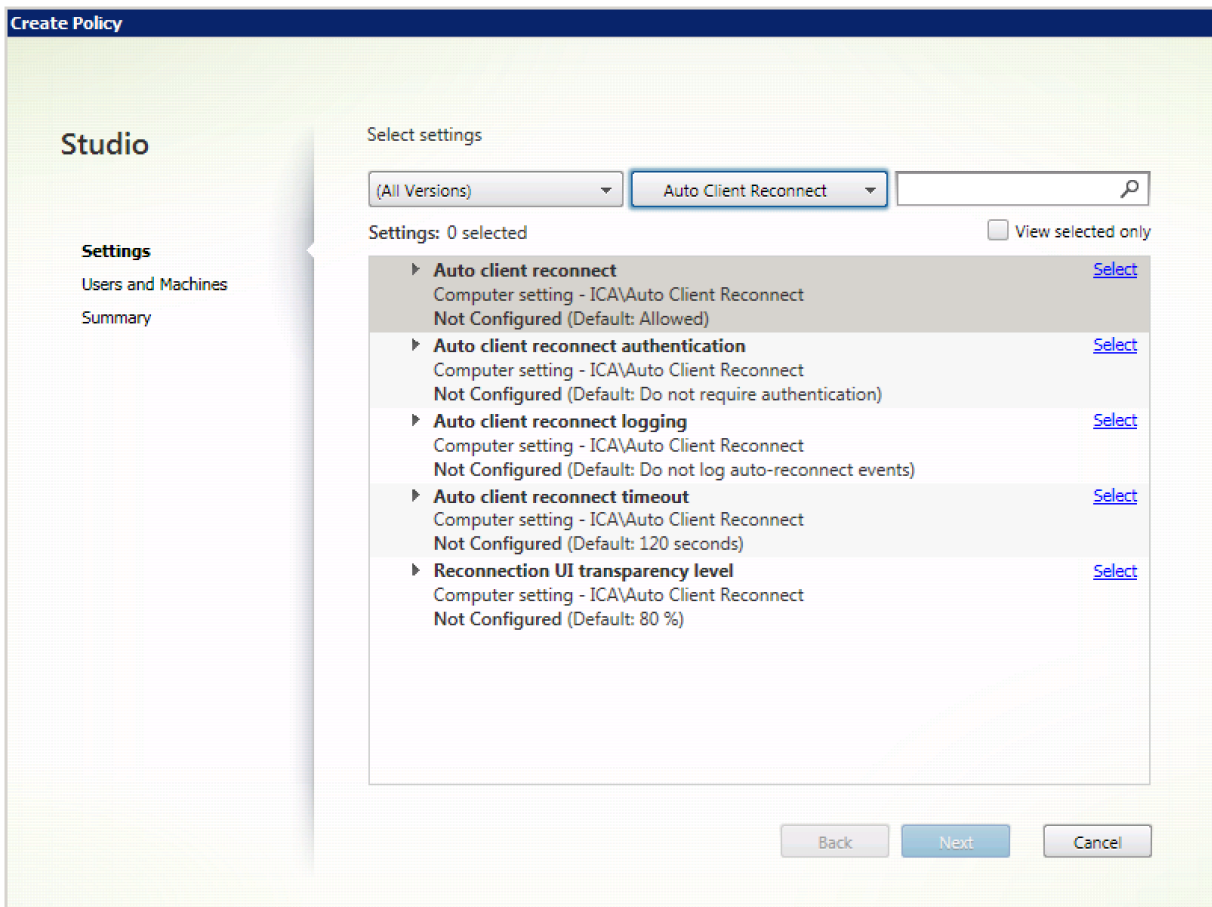 Create Policy
Studio
Settings
Users and Machines
Summary
Select settings
(All Versions)
Auto Client Reconnect
Settings: 0 selected
View selected only
Auto client reconnect
Select
Computer setting - ICA\Auto Client Reconnect
Not Configured (Default: Allowed)
Auto client reconnect authentication
Select
Computer setting - ICA\Auto Client Reconnect
Not Configured (Default: Do not require authentication)
Auto client reconnect logging
Select
Computer setting - ICA\Auto Client Reconnect
Not Configured (Default: Do not log auto-reconnect events)
Auto client reconnect timeout
Select
Computer setting - ICA\Auto Client Reconnect
Not Configured (Default: 120 seconds)
Reconnection UI transparency level
Select
Computer setting - ICA\Auto Client Reconnect
Not Configured (Default: 80 %)
Back
Next
Cancel